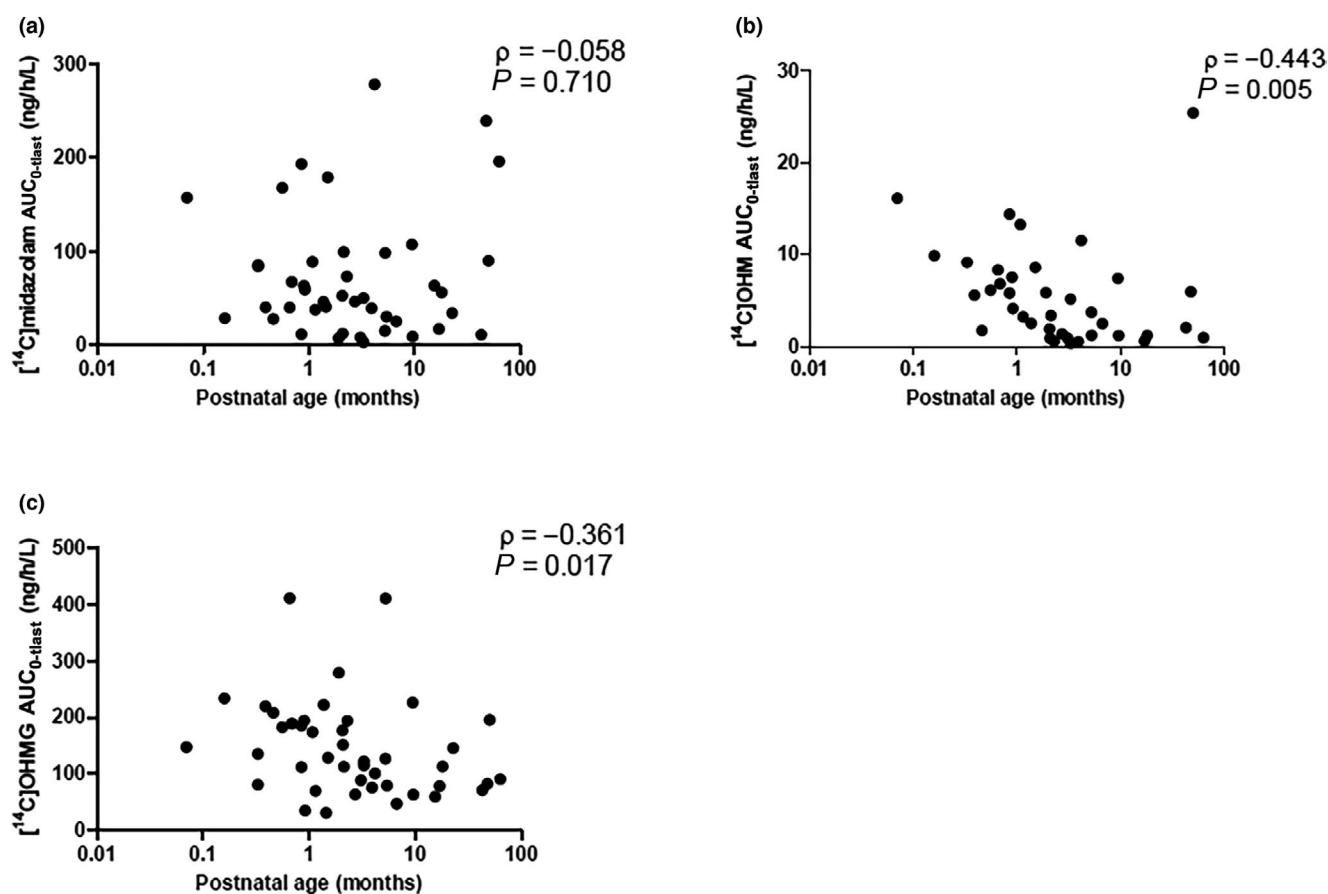 (a)
ρ = −0.058
P = 0.710
[¹⁴C]midazolam AUC₀₋ₜₗₐₛₜ (ng/h/L)
300
200
100
0
0.01 0.1 1 10 100
Postnatal age (months)
(b)
ρ = −0.443
P = 0.005
[¹⁴C]OHM AUC₀₋ₜₗₐₛₜ (ng/h/L)
30
20
10
0
0.01 0.1 1 10 100
Postnatal age (months)
(c)
ρ = −0.361
P = 0.017
[¹⁴C]OHMG AUC₀₋ₜₗₐₛₜ (ng/h/L)
500
400
300
200
100
0
0.01 0.1 1 10 100
Postnatal age (months)